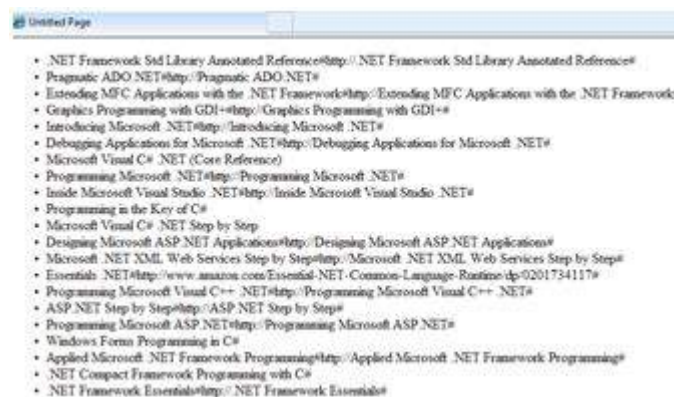 Untitled Page
• .NET Framework Std Library Annotated Reference#http://.NET Framework Std Library Annotated Reference#
• Pragmatic ADO.NET#http://Pragmatic ADO.NET#
• Extending MFC Applications with the .NET Framework#http://Extending MFC Applications with the .NET Framework
• Graphics Programming with GDI+#http://Graphics Programming with GDI+#
• Introducing Microsoft .NET#http://Introducing Microsoft .NET#
• Debugging Applications for Microsoft .NET#http://Debugging Applications for Microsoft .NET#
• Microsoft Visual C# .NET (Core Reference)
• Programming Microsoft .NET#http://Programming Microsoft .NET#
• Inside Microsoft Visual Studio .NET#http://Inside Microsoft Visual Studio .NET#
• Programming in the Key of C#
• Microsoft Visual C# .NET Step by Step
• Designing Microsoft ASP.NET Applications#http://Designing Microsoft ASP.NET Applications#
• Microsoft .NET XML Web Services Step by Step#http://Microsoft .NET XML Web Services Step by Step#
• Essentials .NET#http://www.amazon.com/Essential-NET-Common-Language-Runtime/dp/0201734117#
• Programming Microsoft Visual C++ .NET#http://Programming Microsoft Visual C++ .NET#
• ASP.NET Step by Step#http://ASP.NET Step by Step#
• Programming Microsoft ASP.NET#http://Programming Microsoft ASP.NET#
• Windows Forms Programming in C#
• Applied Microsoft .NET Framework Programming#http://Applied Microsoft .NET Framework Programming#
• .NET Compact Framework Programming with C#
• .NET Framework Essentials#http://.NET Framework Essentials#